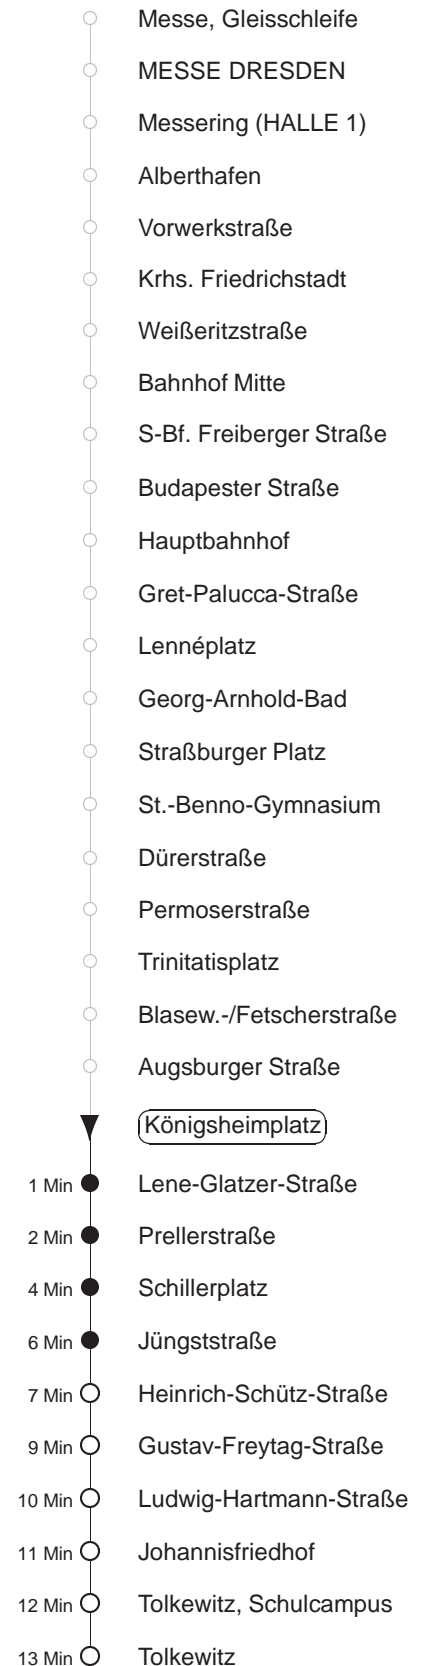 Messe, Gleisschleife
MESSE DRESDEN
Messering (HALLE 1)
Alberthafen
Vorwerkstraße
Krhs. Friedrichstadt
Weißeritzstraße
Bahnhof Mitte
S-Bf. Freiberger Straße
Budapester Straße
Hauptbahnhof
Gret-Palucca-Straße
Lennéplatz
Georg-Arnhold-Bad
Straßburger Platz
St.-Benno-Gymnasium
Dürerstraße
Permoserstraße
Trinitatisplatz
Blasew.-/Fetscherstraße
Augsburger Straße
Königsheimplatz
1 Min Lene-Glatzer-Straße
2 Min Prellerstraße
4 Min Schillerplatz
6 Min Jüngststraße
7 Min Heinrich-Schütz-Straße
9 Min Gustav-Freytag-Straße
10 Min Ludwig-Hartmann-Straße
11 Min Johannisfriedhof
12 Min Tolkewitz, Schulcampus
13 Min Tolkewitz